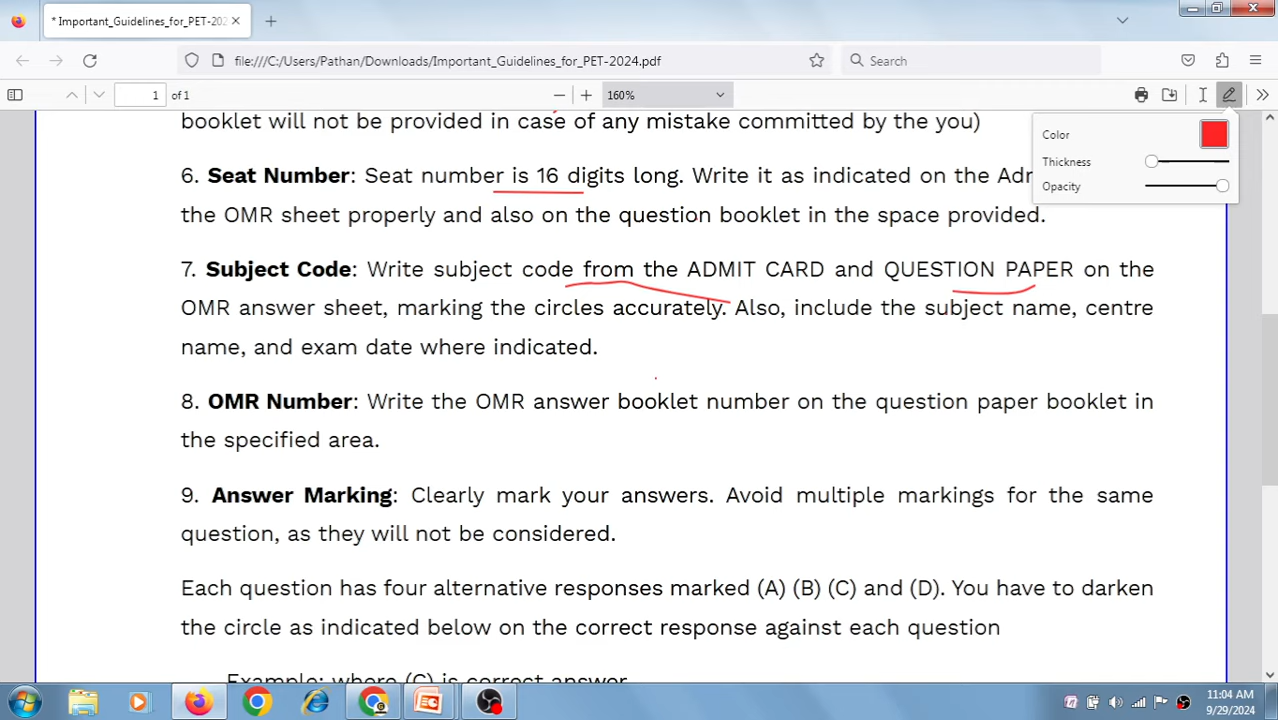 * Important_Guidelines_for_PET-202
file:///C:/Users/Pathan/Downloads/Important_Guidelines_for_PET-2024.pdf
Search
1
of 1
160%
Color
Thickness
Opacity
booklet will not be provided in case of any mistake committed by the you)
6. Seat Number: Seat number is 16 digits long. Write it as indicated on the Adm
the OMR sheet properly and also on the question booklet in the space provided.
7. Subject Code: Write subject code from the ADMIT CARD and QUESTION PAPER on the
OMR answer sheet, marking the circles accurately. Also, include the subject name, centre
name, and exam date where indicated.
8. OMR Number: Write the OMR answer booklet number on the question paper booklet in
the specified area.
9. Answer Marking: Clearly mark your answers. Avoid multiple markings for the same
question, as they will not be considered.
Each question has four alternative responses marked (A) (B) (C) and (D). You have to darken
the circle as indicated below on the correct response against each question
Example: where (C) is correct answer
11:04 AM
9/29/2024